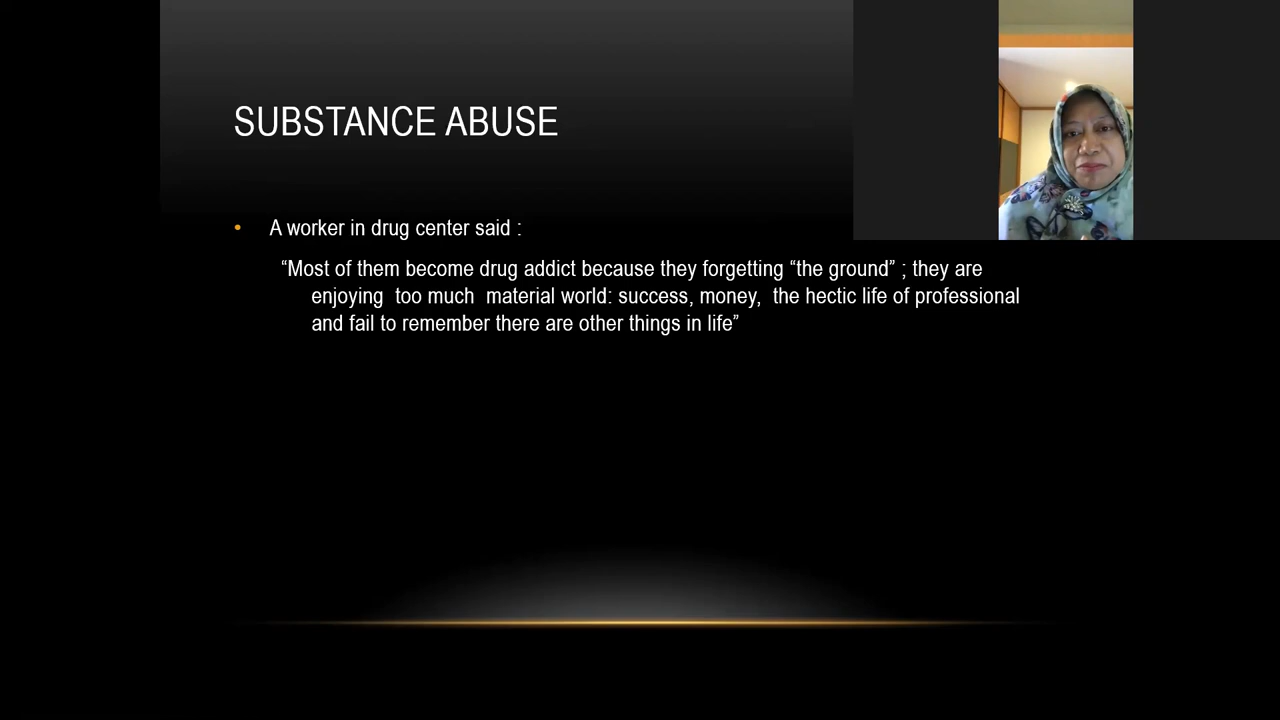 SUBSTANCE ABUSE
• A worker in drug center said :
“Most of them become drug addict because they forgetting “the ground” ; they are
enjoying too much material world: success, money, the hectic life of professional
and fail to remember there are other things in life”